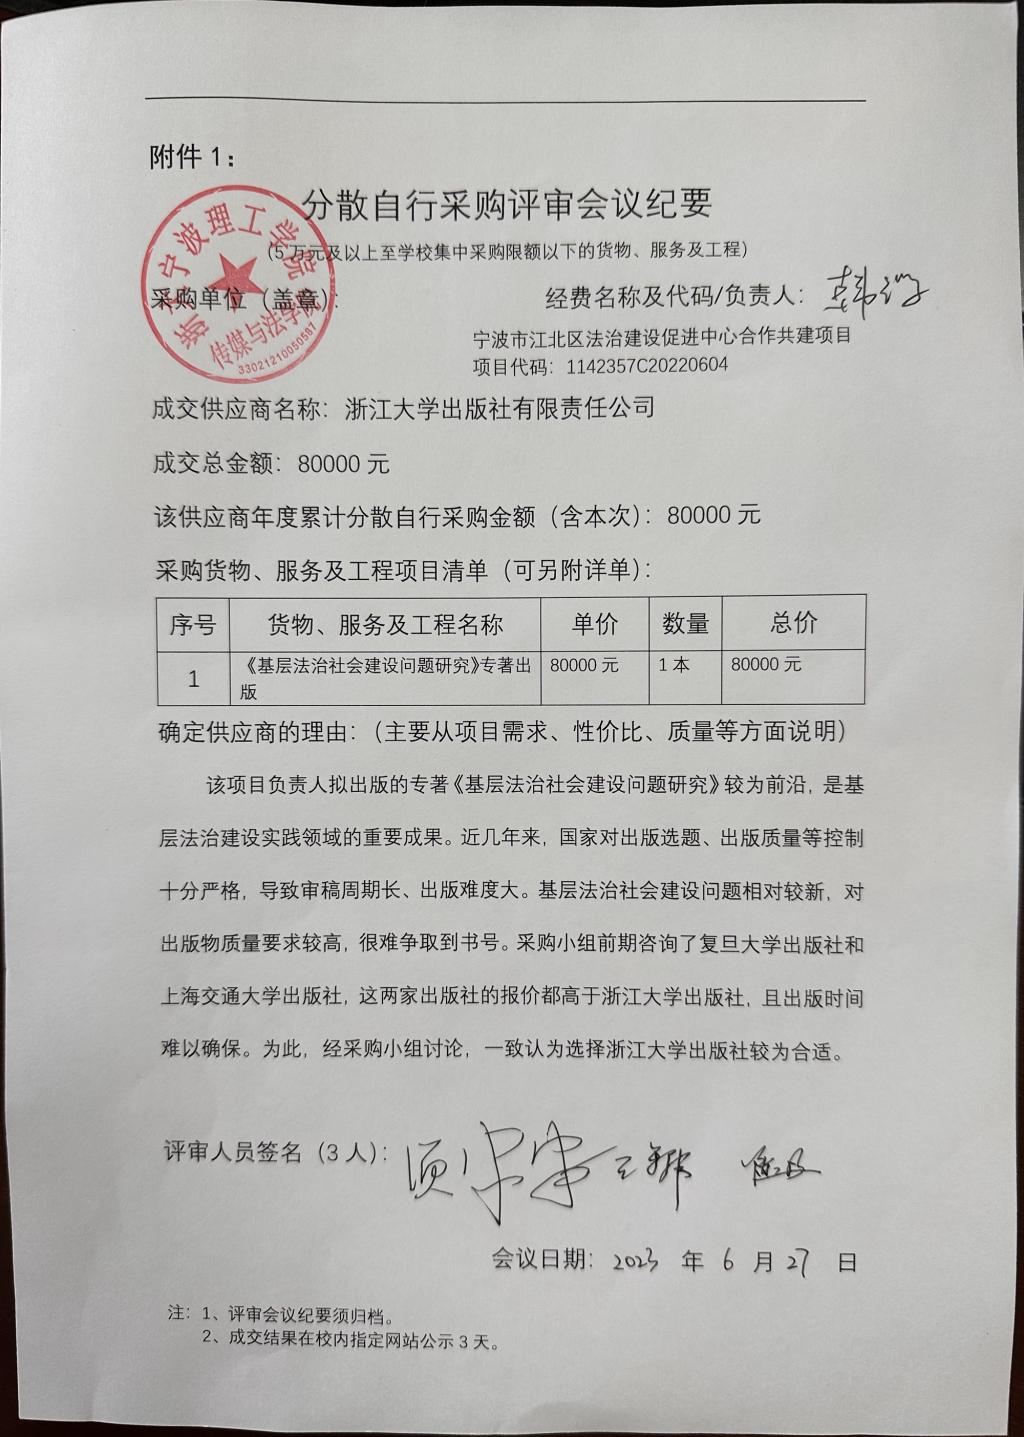 附件 1：
分散自行采购评审会议纪要
（5 万元及以上至学校集中采购限额以下的货物、服务及工程）
浙大宁波理工学院
传媒与法学院
33021210050587
采购单位（盖章）：
经费名称及代码/负责人：
宁波市江北区法治建设促进中心合作共建项目
项目代码：1142357C20220604
成交供应商名称：浙江大学出版社有限责任公司
成交总金额：80000 元
该供应商年度累计分散自行采购金额（含本次）：80000 元
采购货物、服务及工程项目清单（可另附详单）：
序号 货物、服务及工程名称 单价 数量 总价
1 《基层法治社会建设问题研究》专著出 80000 元 1 本 80000 元
版
确定供应商的理由：（主要从项目需求、性价比、质量等方面说明）
该项目负责人拟出版的专著《基层法治社会建设问题研究》较为前沿，是基
层法治建设实践领域的重要成果。近几年来，国家对出版选题、出版质量等控制
十分严格，导致审稿周期长、出版难度大。基层法治社会建设问题相对较新，对
出版物质量要求较高，很难争取到书号。采购小组前期咨询了复旦大学出版社和
上海交通大学出版社，这两家出版社的报价都高于浙江大学出版社，且出版时间
难以确保。为此，经采购小组讨论，一致认为选择浙江大学出版社较为合适。
评审人员签名（3 人）：
会议日期：2023 年 6 月 27 日
注：1、评审会议纪要须归档。
2、成交结果在校内指定网站公示 3 天。